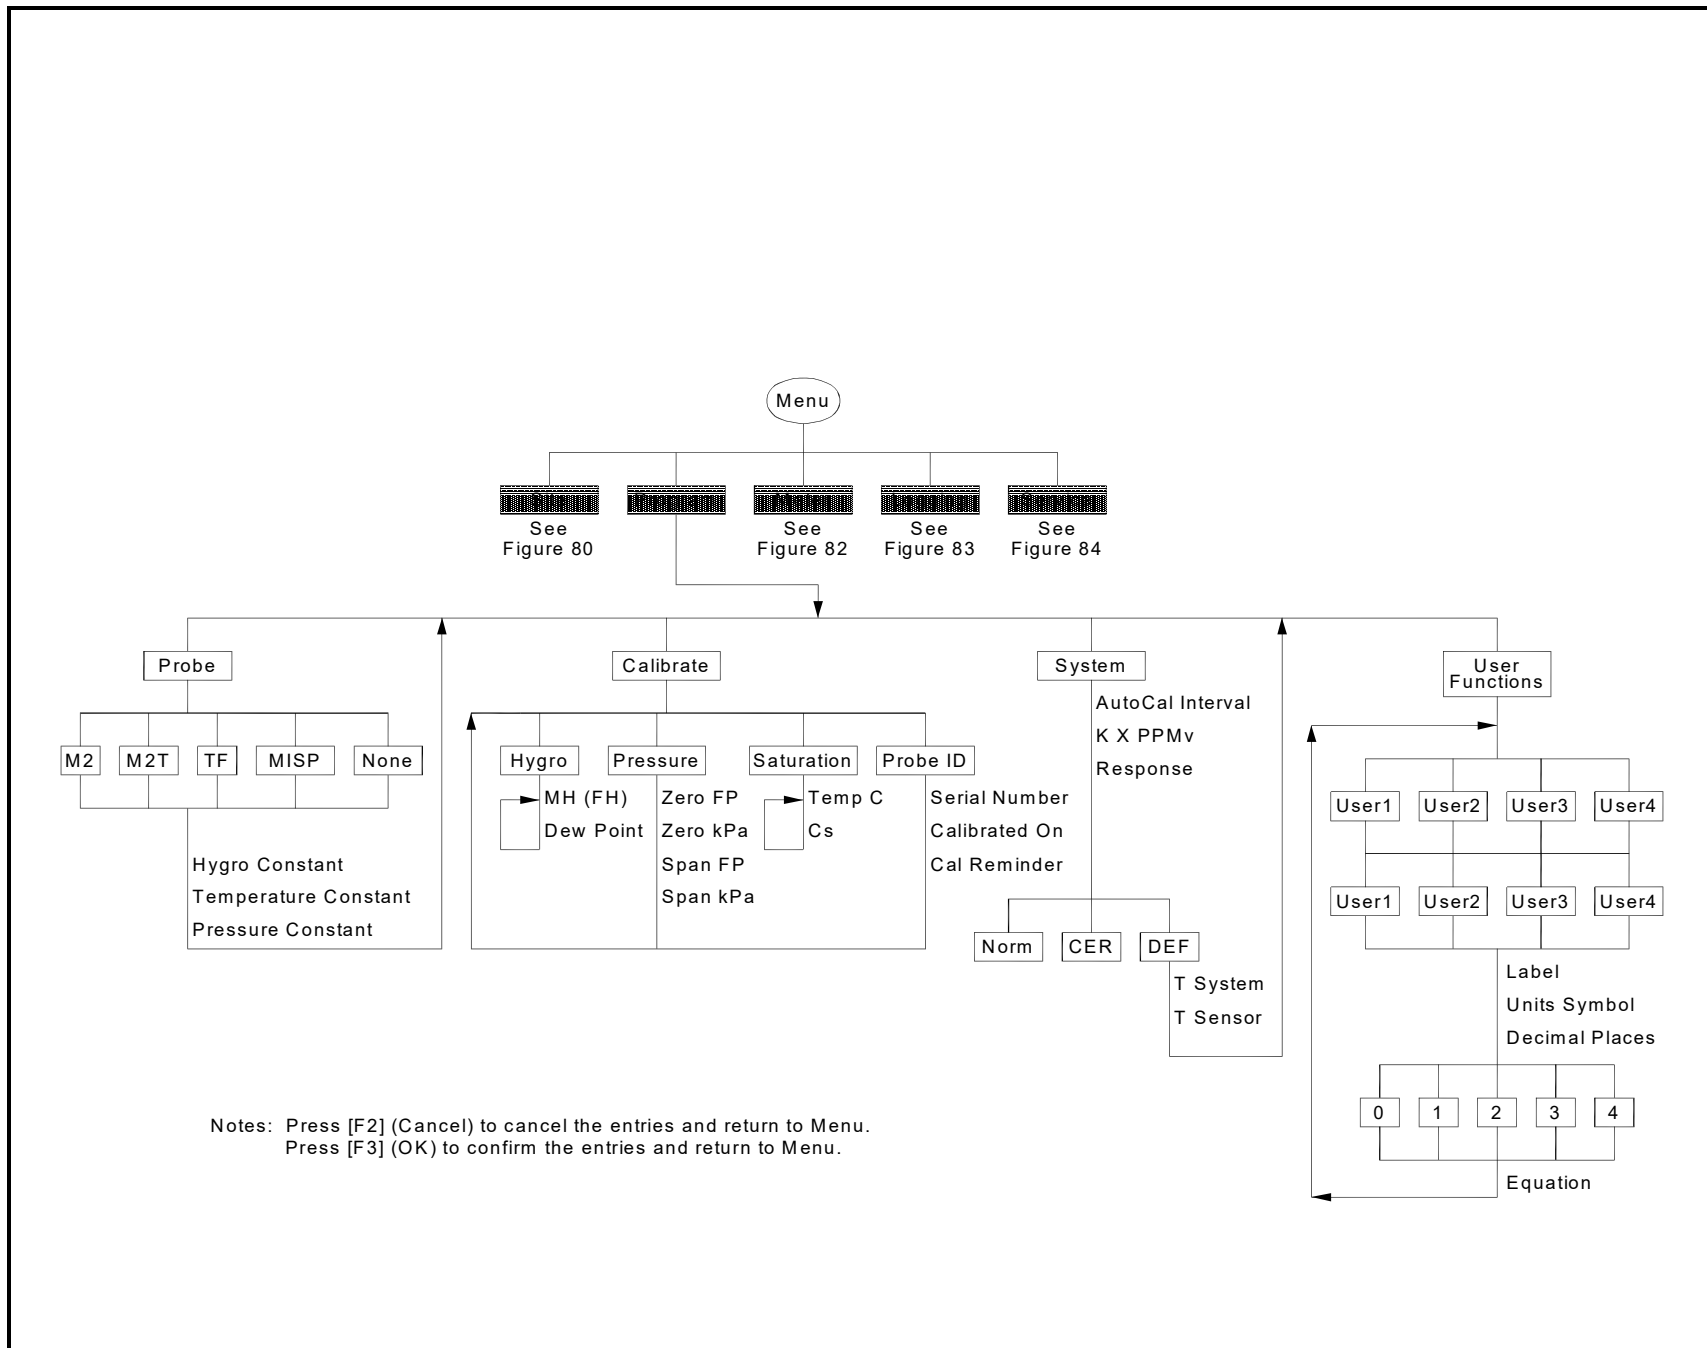 Menu
See
Figure 80
See
Figure 82
See
Figure 83
See
Figure 84
Probe
Calibrate
System
User
Functions
M2
M2T
TF
MISP
None
Hygro Constant
Temperature Constant
Pressure Constant
Hygro
Pressure
Saturation
Probe ID
MH (FH)
Dew Point
Zero FP
Zero kPa
Span FP
Span kPa
Temp C
Cs
Serial Number
Calibrated On
Cal Reminder
AutoCal Interval
K X PPMv
Response
Norm
CER
DEF
T System
T Sensor
User1
User2
User3
User4
User1
User2
User3
User4
Label
Units Symbol
Decimal Places
0
1
2
3
4
Equation
Notes: Press [F2] (Cancel) to cancel the entries and return to Menu.
Press [F3] (OK) to confirm the entries and return to Menu.